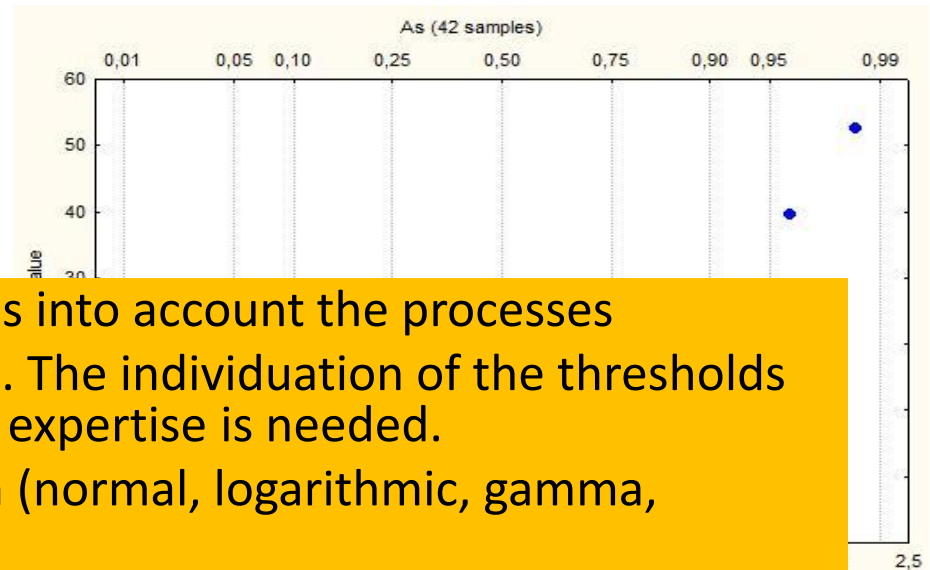 As (42 samples)
0,01 0,05 0,10 0,25 0,50 0,75 0,90 0,95 0,99
60
50
40
30
s into account the processes
. The individuation of the thresholds
expertise is needed.
(normal, logarithmic, gamma,
2,5